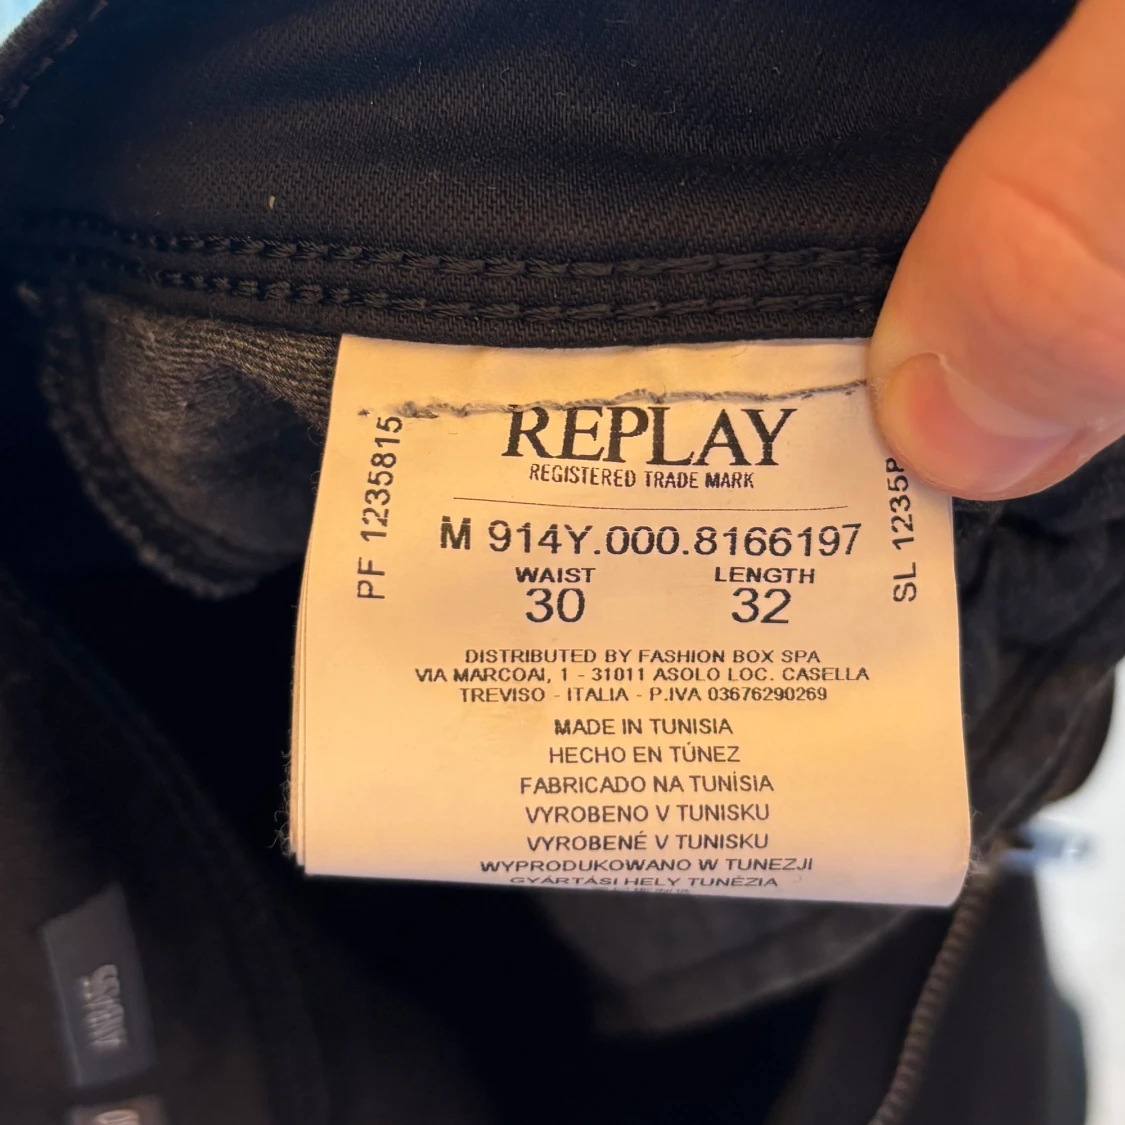 REPLAY
REGISTERED TRADE MARK
PF 1235815
SL 1235P
M 914Y.000.8166197
WAIST LENGTH
30 32
DISTRIBUTED BY FASHION BOX SPA
VIA MARCOAI, 1 - 31011 ASOLO LOC. CASELLA
TREVISO - ITALIA - P.IVA 03676290269
MADE IN TUNISIA
HECHO EN TÚNEZ
FABRICADO NA TUNÍSIA
VYROBENO V TUNISKU
VYROBENÉ V TUNISKU
WYPRODUKOWANO W TUNEZJI
GYÁRTÁSI HELY TUNÉZIA